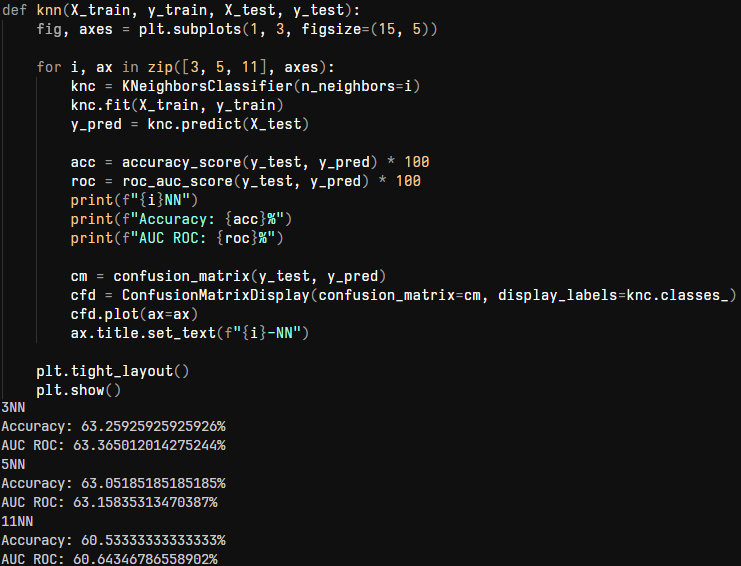 def knn(X_train, y_train, X_test, y_test):
    fig, axes = plt.subplots(1, 3, figsize=(15, 5))

    for i, ax in zip([3, 5, 11], axes):
        knc = KNeighborsClassifier(n_neighbors=i)
        knc.fit(X_train, y_train)
        y_pred = knc.predict(X_test)

        acc = accuracy_score(y_test, y_pred) * 100
        roc = roc_auc_score(y_test, y_pred) * 100
        print(f"{i}NN")
        print(f"Accuracy: {acc}%")
        print(f"AUC ROC: {roc}%")

        cm = confusion_matrix(y_test, y_pred)
        cfd = ConfusionMatrixDisplay(confusion_matrix=cm, display_labels=knc.classes_)
        cfd.plot(ax=ax)
        ax.title.set_text(f"{i}-NN")

    plt.tight_layout()
    plt.show()
3NN
Accuracy: 63.25925925925926%
AUC ROC: 63.365012014275244%
5NN
Accuracy: 63.05185185185185%
AUC ROC: 63.15835313470387%
11NN
Accuracy: 60.53333333333333%
AUC ROC: 60.64346786558902%